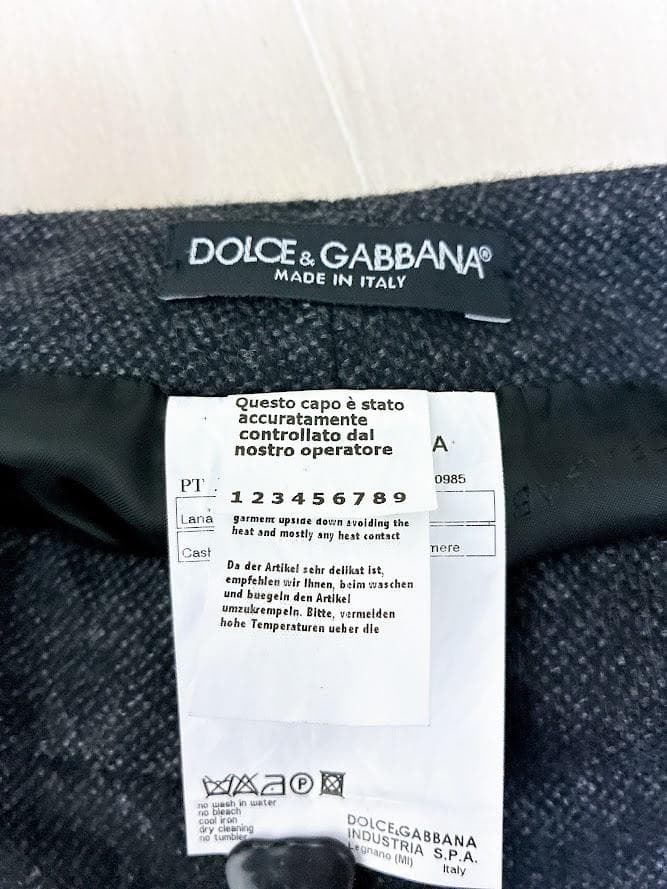 DOLCE & GABBANA®
MADE IN ITALY
Questo capo è stato
accuratamente
controllato dal
nostro operatore
A
PT
0985
1 2 3 4 5 6 7 8 9
Lana
garment upside down avoiding the
heat and mostly any heat contact
Cash
mere
Da der Artikel sehr delikat ist,
empfehlen wir Ihnen, beim waschen
und buegeln den Artikel
umzukrempeln. Bitte, vermeiden
hohe Temperaturen ueber die
P
no wash in water
no bleach
cool iron
dry cleaning
no tumbler
DOLCE&GABBANA
INDUSTRIA S.P.A.
Legnano (MI)
Italy